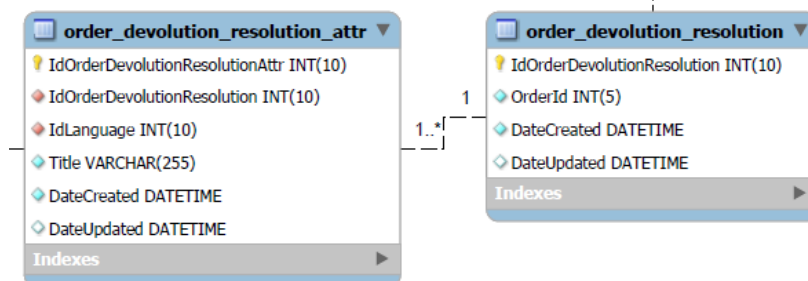 order_devolution_resolution_attr
IdOrderDevolutionResolutionAttr INT(10)
IdOrderDevolutionResolution INT(10)
IdLanguage INT(10)
Title VARCHAR(255)
DateCreated DATETIME
DateUpdated DATETIME
Indexes
1..*
1
order_devolution_resolution
IdOrderDevolutionResolution INT(10)
OrderId INT(5)
DateCreated DATETIME
DateUpdated DATETIME
Indexes